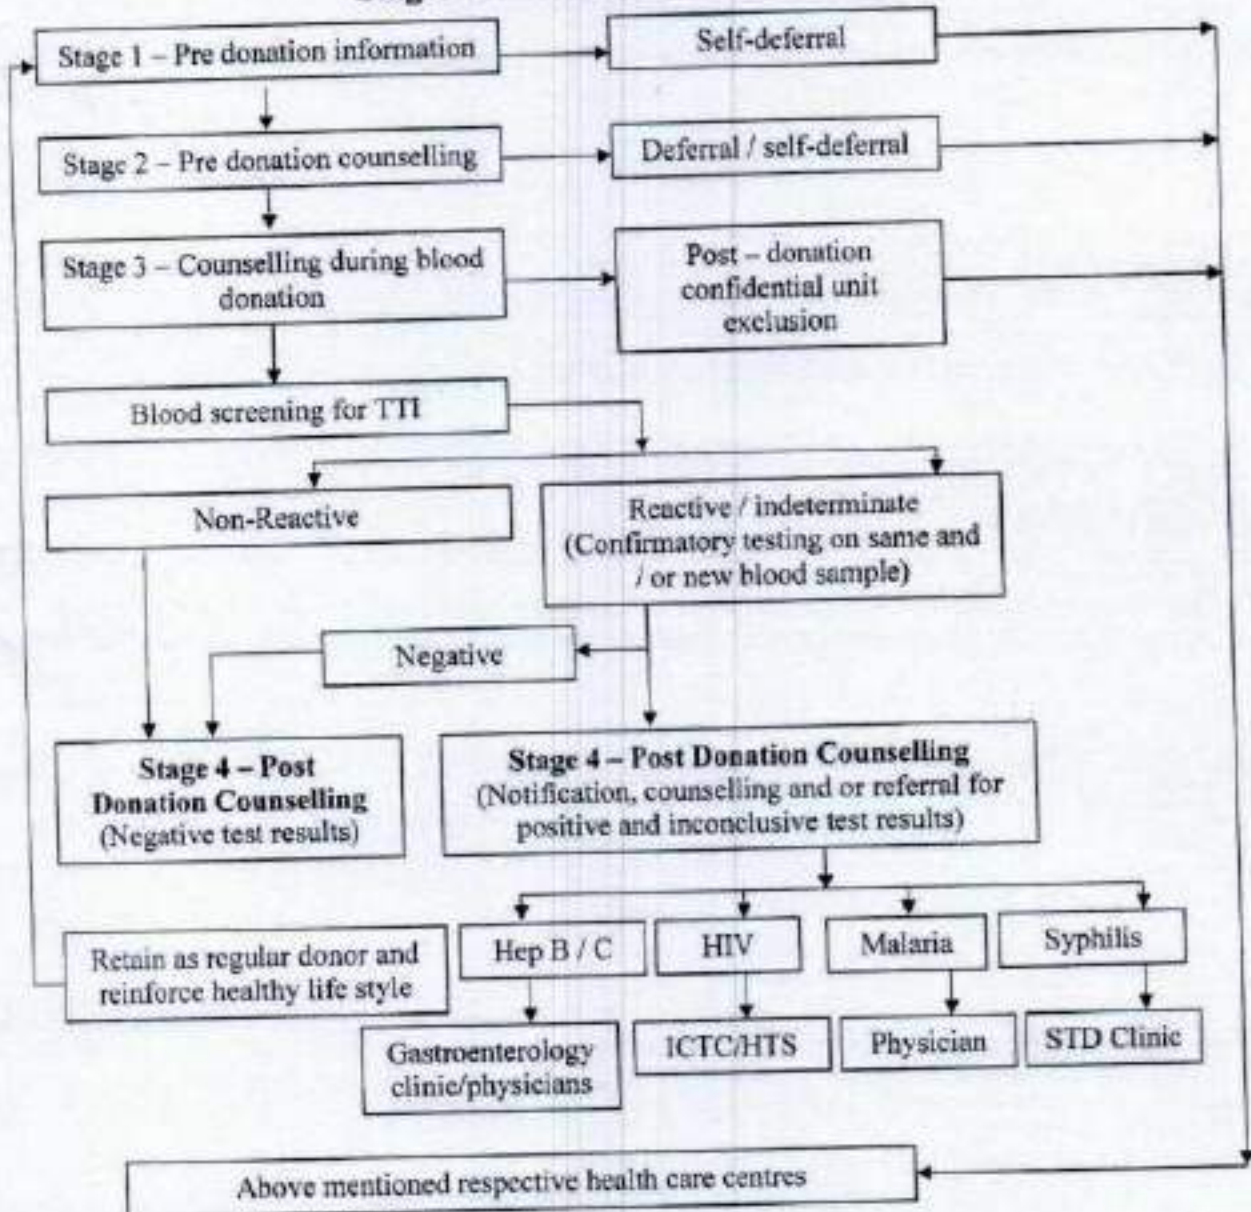 Stage 1 – Pre donation information
Self-deferral
Stage 2 – Pre donation counselling
Deferral / self-deferral
Stage 3 – Counselling during blood
donation
Post – donation
confidential unit
exclusion
Blood screening for TTI
Non-Reactive
Reactive / indeterminate
(Confirmatory testing on same and
/ or new blood sample)
Negative
Stage 4 – Post
Donation Counselling
(Negative test results)
Stage 4 – Post Donation Counselling
(Notification, counselling and or referral for
positive and inconclusive test results)
Retain as regular donor and
reinforce healthy life style
Hep B / C
HIV
Malaria
Syphilis
Gastroenterology
clinic/physicians
ICTC/HTS
Physician
STD Clinic
Above mentioned respective health care centres